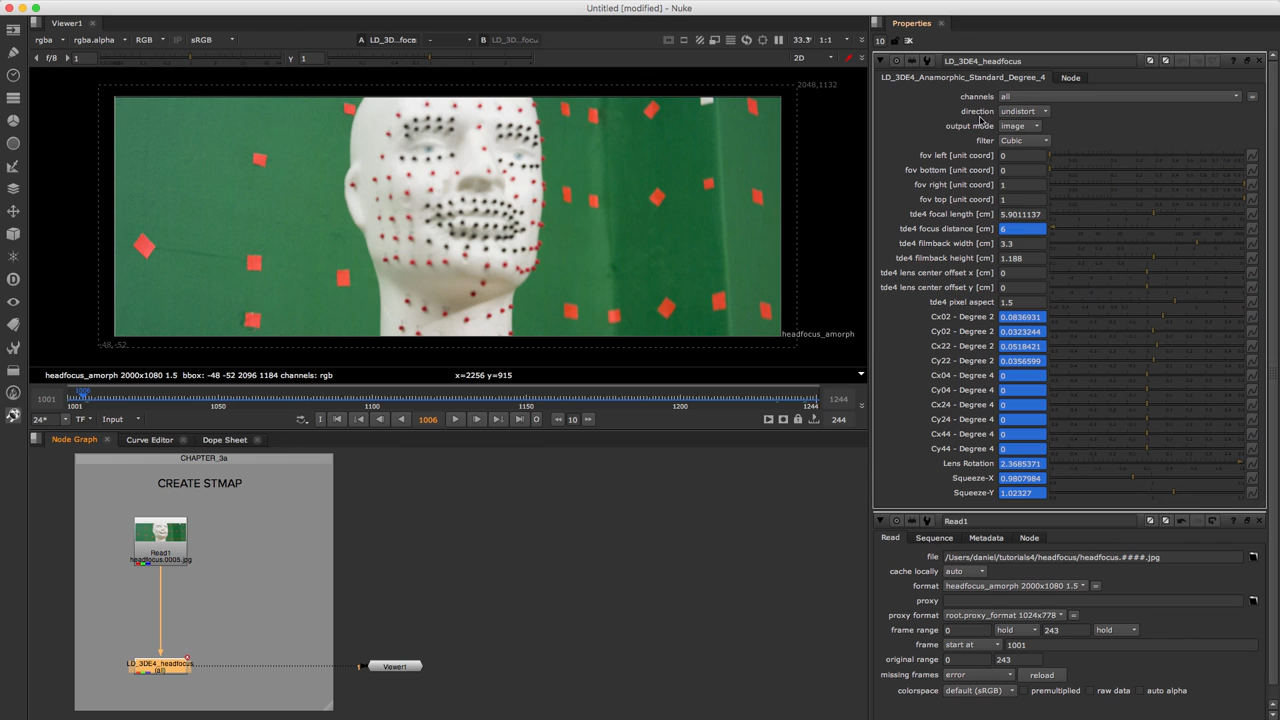 Untitled [modified] - Nuke
Viewer1
Properties
rgba rgba.alpha RGB IP sRGB A LD_3D...foce - B LD_3D...focu 33.3 1:1
f/8 1 Y 1 2D
10
2048,1132
headfocus_amorph
-48,-52
headfocus_amorph 2000x1080 1.5 bbox: -48 -52 2096 1184 channels: rgb x=2256 y=915
1006
1001 1001 1050 1100 1150 1200 1244 1244
24* TF Input I 1006 O 10 244
Node Graph Curve Editor Dope Sheet
CHAPTER_3a
CREATE STMAP
Read1
headfocus.0005.jpg
LD_3DE4_headfocus
(all)
Viewer1
LD_3DE4_headfocus
LD_3DE4_Anamorphic_Standard_Degree_4 Node
channels all
direction undistort
output mode image
filter Cubic
fov left [unit coord] 0
fov bottom [unit coord] 0
fov right [unit coord] 1
fov top [unit coord] 1
tde4 focal length [cm] 5.9011137
tde4 focus distance [cm] 6
tde4 filmback width [cm] 3.3
tde4 filmback height [cm] 1.188
tde4 lens center offset x [cm] 0
tde4 lens center offset y [cm] 0
tde4 pixel aspect 1.5
Cx02 - Degree 2 0.0836931
Cy02 - Degree 2 0.0323244
Cx22 - Degree 2 0.0518421
Cy22 - Degree 2 0.0356599
Cx04 - Degree 4 0
Cy04 - Degree 4 0
Cx24 - Degree 4 0
Cy24 - Degree 4 0
Cx44 - Degree 4 0
Cy44 - Degree 4 0
Lens Rotation 2.3685371
Squeeze-X 0.9807984
Squeeze-Y 1.02327
Read1
Read Sequence Metadata Node
file /Users/daniel/tutorials4/headfocus/headfocus.####.jpg
cache locally auto
format headfocus_amorph 2000x1080 1.5 =
proxy
proxy format root.proxy_format 1024x778 =
frame range 0 hold 243 hold
frame start at 1001
original range 0 243
missing frames error reload
colorspace default (sRGB) premultiplied raw data auto alpha